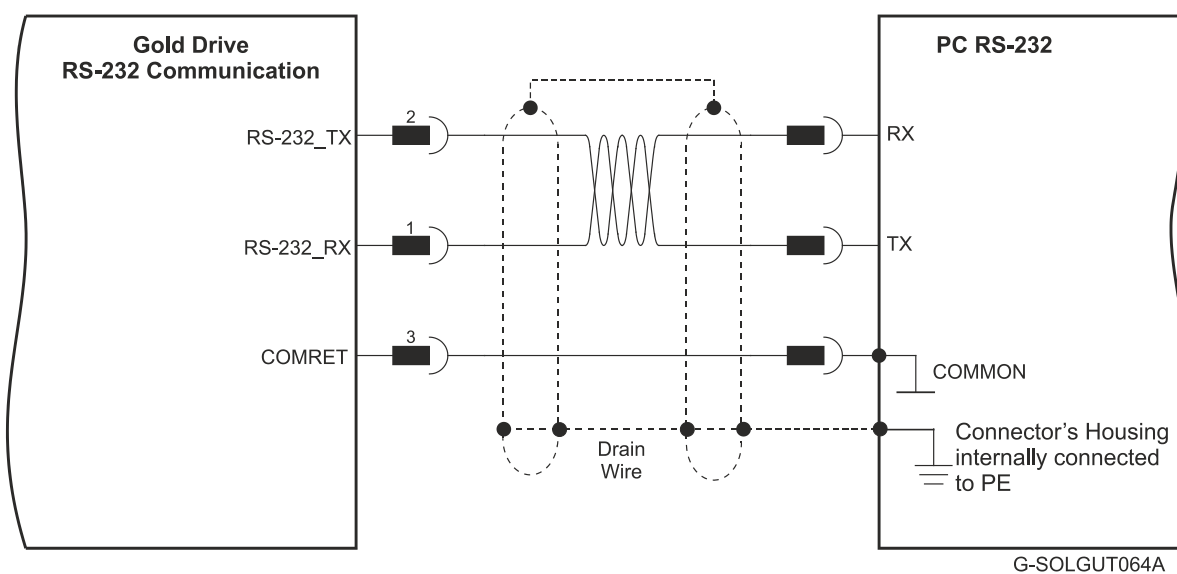 Gold Drive
RS-232 Communication
PC RS-232
2
RS-232_TX
RX
1
RS-232_RX
TX
3
COMRET
COMMON
Drain
Wire
Connector's Housing
internally connected
to PE
G-SOLGUT064A